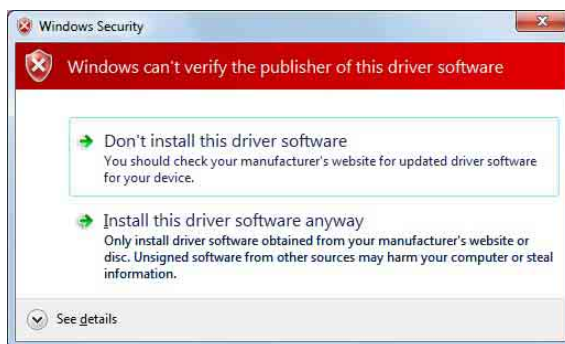 Windows Security
Windows can't verify the publisher of this driver software
Don't install this driver software
You should check your manufacturer's website for updated driver software
for your device.
Install this driver software anyway
Only install driver software obtained from your manufacturer's website or
disc. Unsigned software from other sources may harm your computer or steal
information.
See details